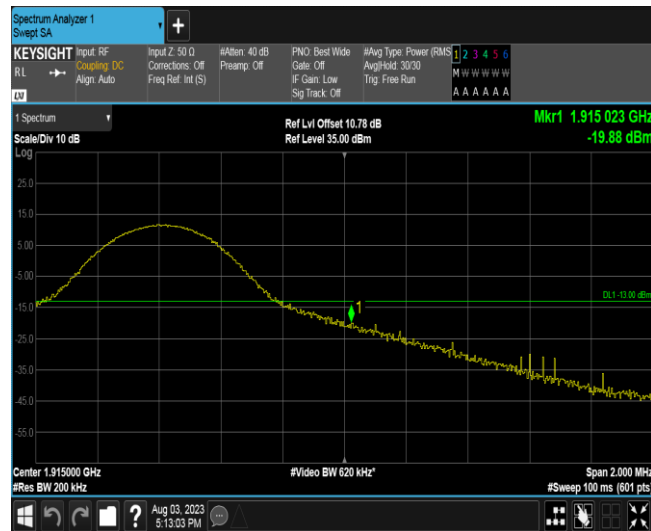 Spectrum Analyzer 1
Swept SA
KEYSIGHT
RL
LXI
Input: RF
Coupling: DC
Align: Auto
Input Z: 50 Ω
Corrections: Off
Freq Ref: Int (S)
#Atten: 40 dB
Preamp: Off
PNO: Best Wide
Gate: Off
IF Gain: Low
Sig Track: Off
#Avg Type: Power (RMS
Avg|Hold: 30/30
Trig: Free Run
1 2 3 4 5 6
M W W W W W
A A A A A A
1 Spectrum
Scale/Div 10 dB
Log
Ref Lvl Offset 10.78 dB
Ref Level 35.00 dBm
Mkr1 1.915 023 GHz
-19.88 dBm
25.0
15.0
5.00
-5.00
DL1 -13.00 dBm
1
-15.0
-25.0
-35.0
-45.0
-55.0
Center 1.915000 GHz
#Res BW 200 kHz
#Video BW 620 kHz*
Span 2.000 MHz
#Sweep 100 ms (601 pts)
?
Aug 03, 2023
5:13:03 PM